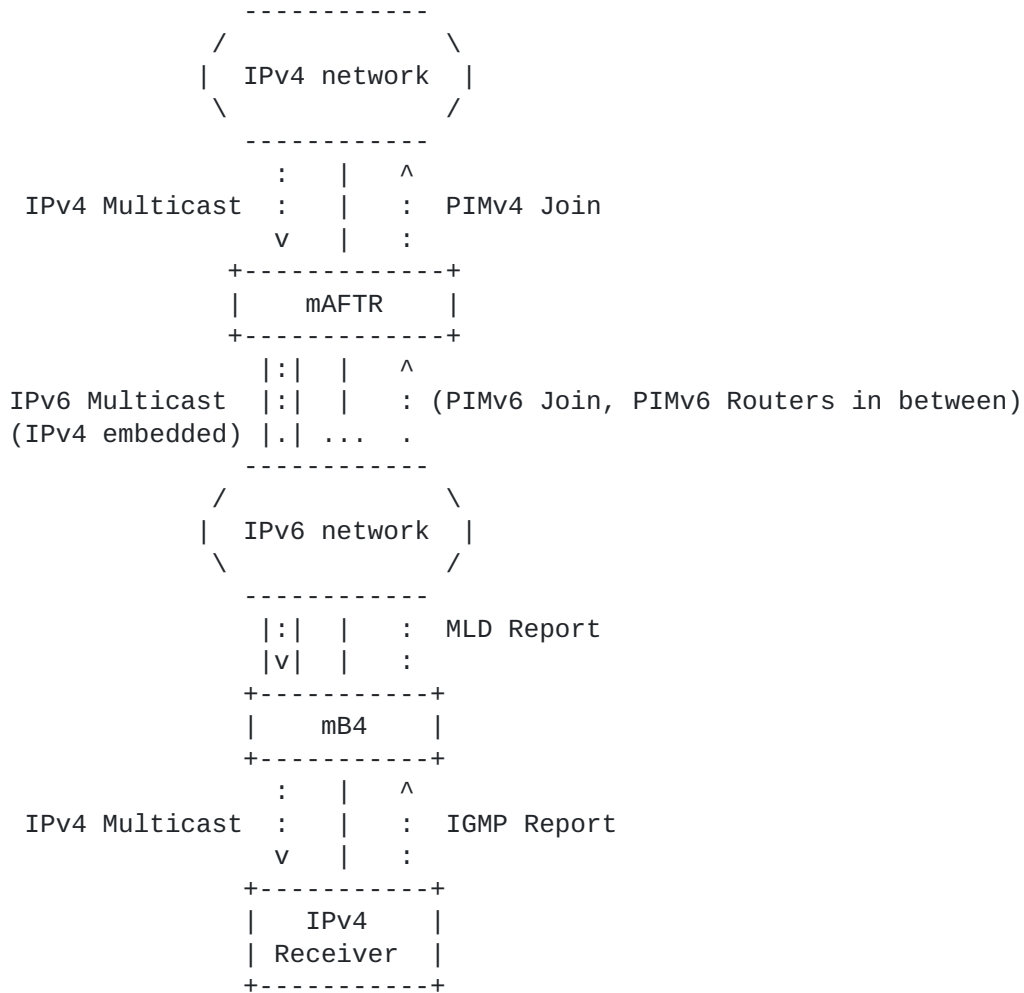 IPv4 network
IPv4 Multicast : | : PIMv4 Join
v | :
mAFTR
IPv6 Multicast |:| | : (PIMv6 Join, PIMv6 Routers in between)
(IPv4 embedded) |.| ... .
IPv6 network
|:| | : MLD Report
|v| | :
mB4
IPv4 Multicast : | : IGMP Report
v | :
IPv4
Receiver